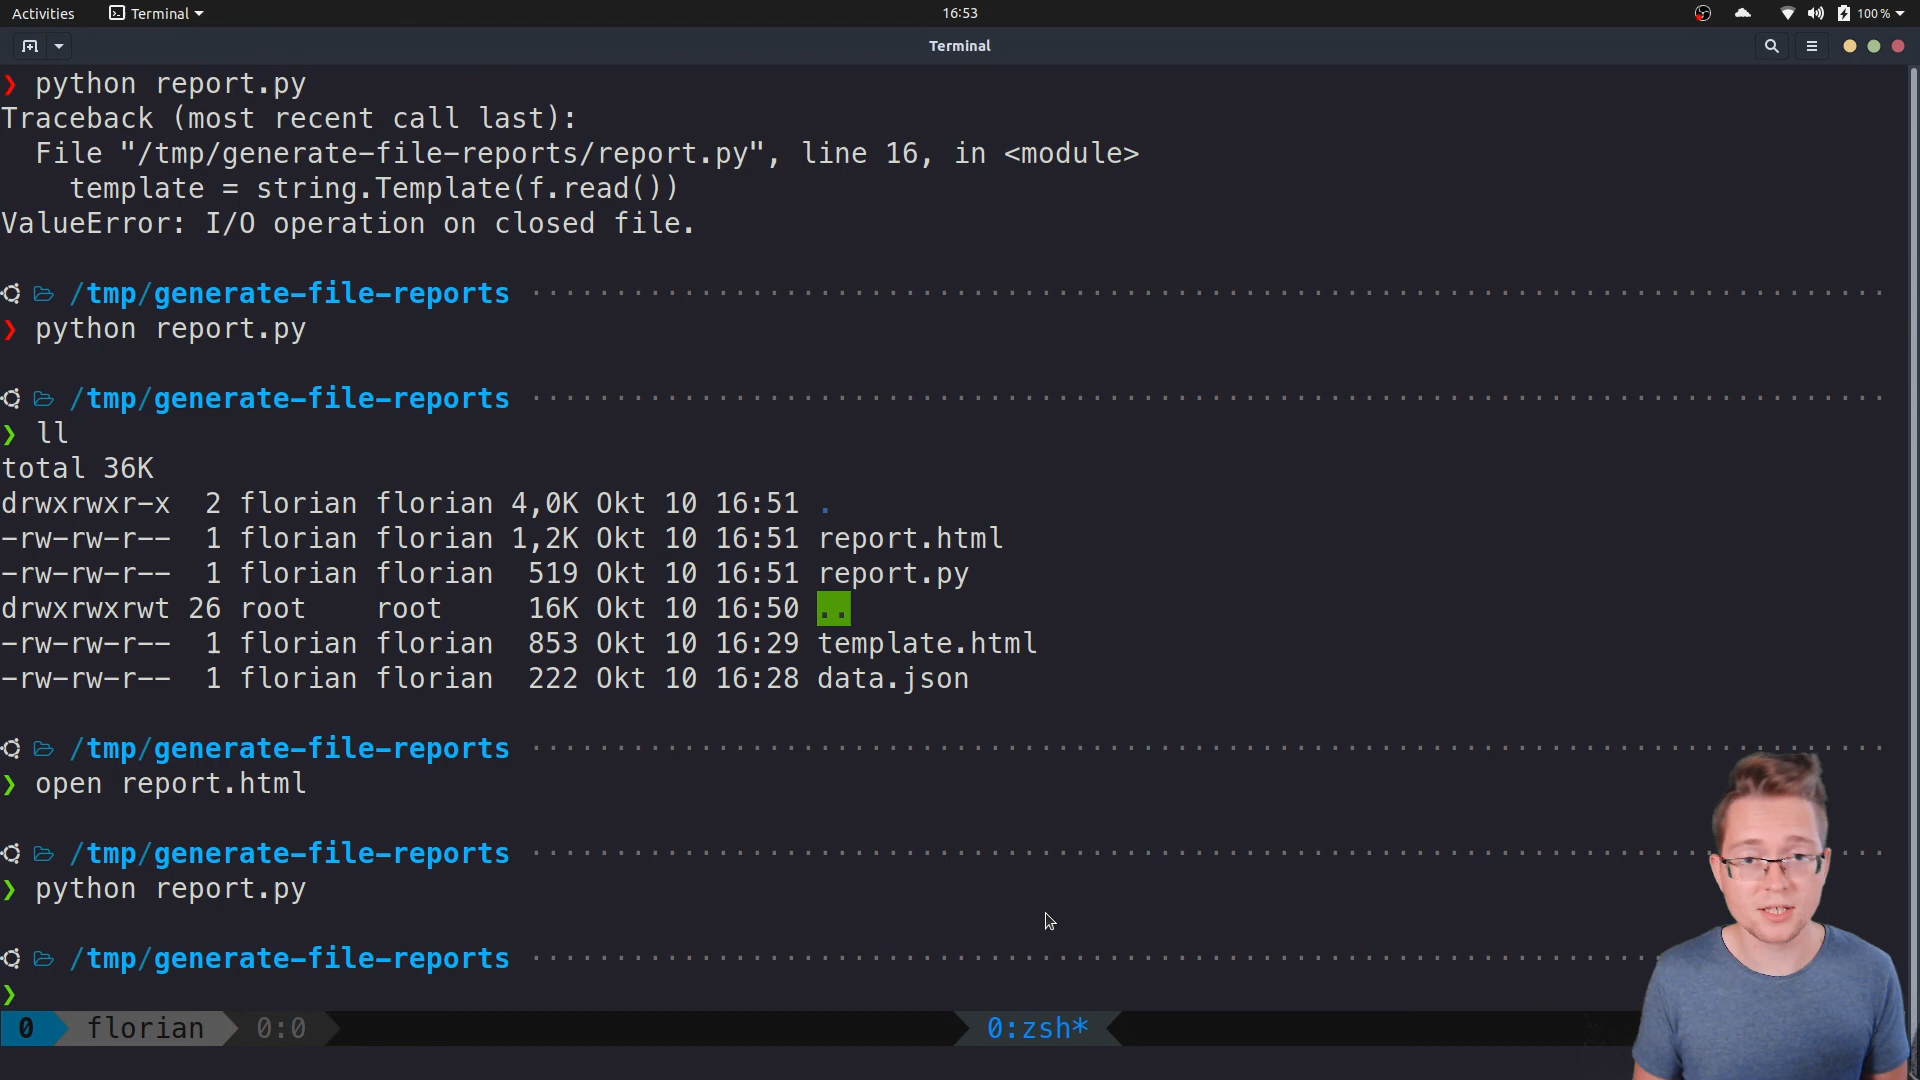 Activities
Terminal
16:53
100 %
Terminal
❯ python report.py
Traceback (most recent call last):
  File "/tmp/generate-file-reports/report.py", line 16, in <module>
    template = string.Template(f.read())
ValueError: I/O operation on closed file.
/tmp/generate-file-reports
❯ python report.py
/tmp/generate-file-reports
❯ ll
total 36K
drwxrwxr-x  2 florian florian 4,0K Okt 10 16:51 .
-rw-rw-r--  1 florian florian 1,2K Okt 10 16:51 report.html
-rw-rw-r--  1 florian florian  519 Okt 10 16:51 report.py
drwxrwxrwt 26 root    root     16K Okt 10 16:50 ..
-rw-rw-r--  1 florian florian  853 Okt 10 16:29 template.html
-rw-rw-r--  1 florian florian  222 Okt 10 16:28 data.json
/tmp/generate-file-reports
❯ open report.html
/tmp/generate-file-reports
❯ python report.py
/tmp/generate-file-reports
❯
0 florian 0:0 0:zsh*